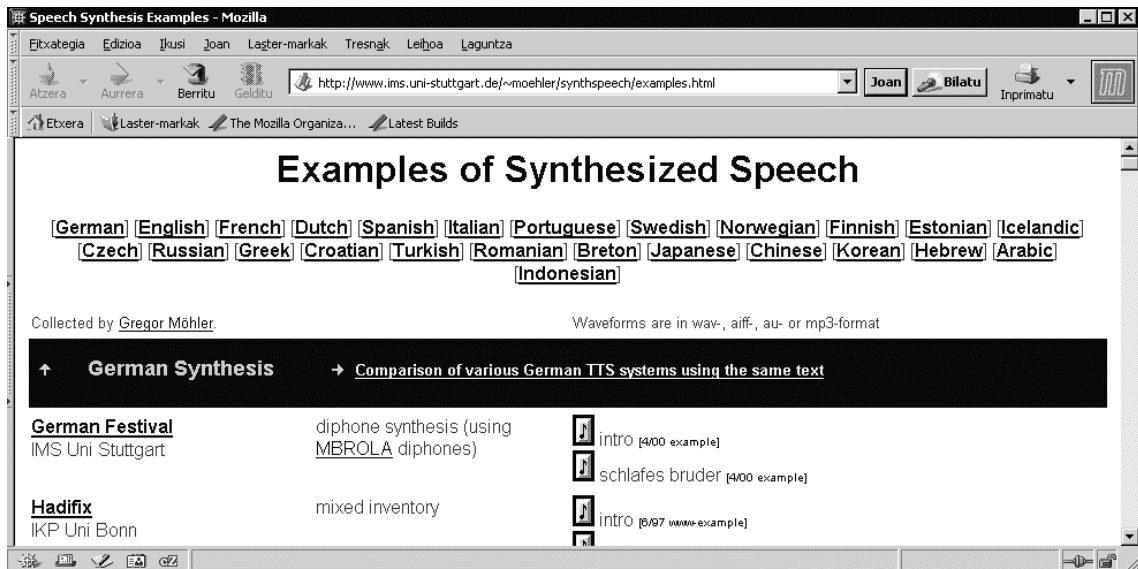 Speech Synthesis Examples - Mozilla
Fitxategia Edizioa Ikusi Joan Laster-markak Tresnak Leihoa Laguntza
Atzera Aurrera Berritu Gelditu http://www.ims.uni-stuttgart.de/~moehler/synthspeech/examples.html Joan Bilatu Inprimatu
Etxera Laster-markak The Mozilla Organiza... Latest Builds
Examples of Synthesized Speech
[German] [English] [French] [Dutch] [Spanish] [Italian] [Portuguese] [Swedish] [Norwegian] [Finnish] [Estonian] [Icelandic]
[Czech] [Russian] [Greek] [Croatian] [Turkish] [Romanian] [Breton] [Japanese] [Chinese] [Korean] [Hebrew] [Arabic]
[Indonesian]
Collected by Gregor Möhler. Waveforms are in wav-, aiff-, au- or mp3-format
German Synthesis Comparison of various German TTS systems using the same text
German Festival diphone synthesis (using intro [4/00 example]
IMS Uni Stuttgart MBROLA diphones)
schlafes bruder [4/00 example]
Hadifix mixed inventory intro [6/97 www-example]
IKP Uni Bonn